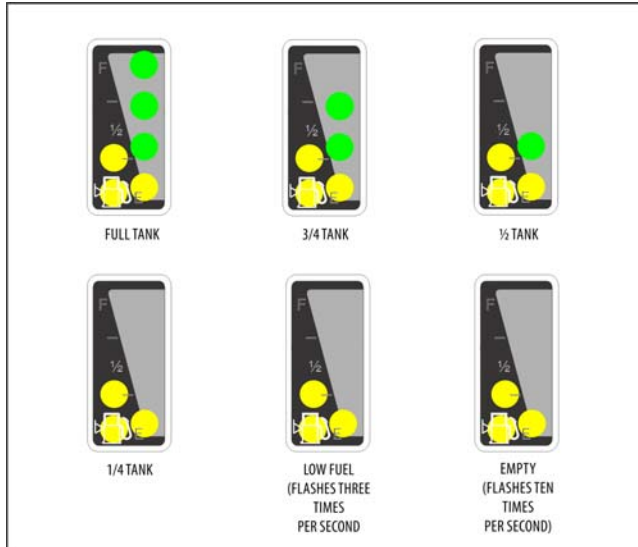 F
½
E
FULL TANK
F
½
E
3/4 TANK
F
½
E
½ TANK
F
½
E
1/4 TANK
F
½
E
LOW FUEL
(FLASHES THREE
TIMES
PER SECOND
F
½
E
EMPTY
(FLASHES TEN
TIMES
PER SECOND)